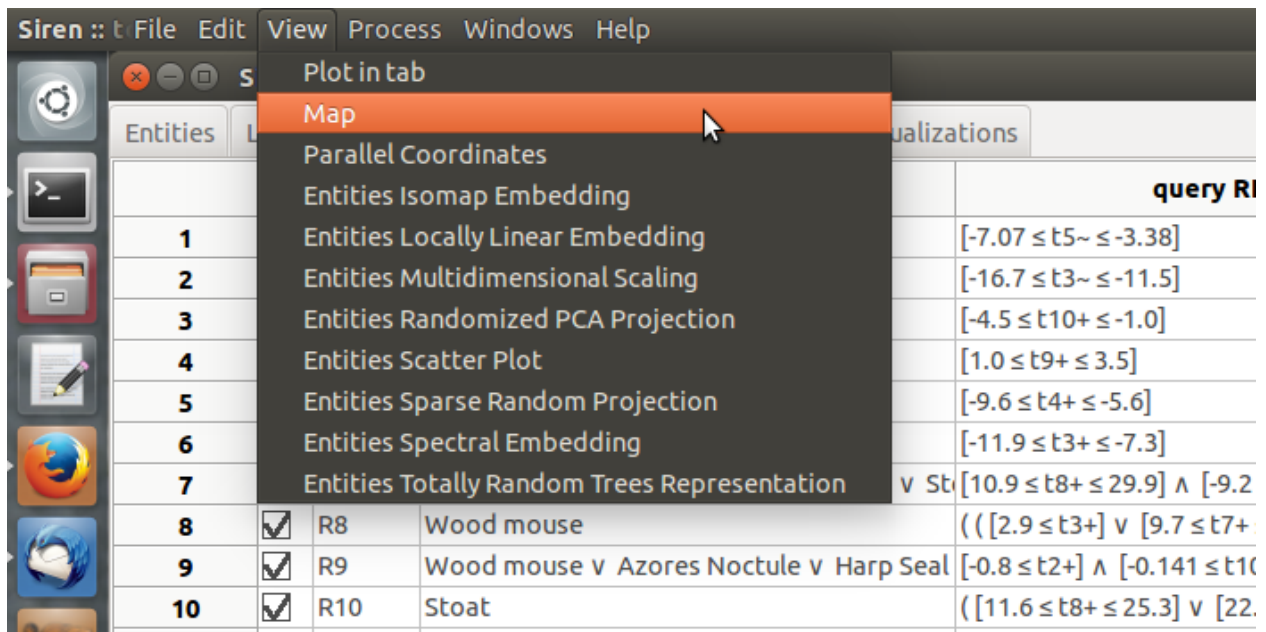 Siren :: t File Edit View Process Windows Help
S
Plot in tab
Map
Entities L ualizations
Parallel Coordinates
Entities Isomap Embedding
query RH
Entities Locally Linear Embedding
1 [-7.07 ≤ t5~ ≤ -3.38]
Entities Multidimensional Scaling
2 [-16.7 ≤ t3~ ≤ -11.5]
Entities Randomized PCA Projection
3 [-4.5 ≤ t10+ ≤ -1.0]
Entities Scatter Plot
4 [1.0 ≤ t9+ ≤ 3.5]
Entities Sparse Random Projection
5 [-9.6 ≤ t4+ ≤ -5.6]
Entities Spectral Embedding
6 [-11.9 ≤ t3+ ≤ -7.3]
Entities Totally Random Trees Representation
7 ∨ Sto [10.9 ≤ t8+ ≤ 29.9] ∧ [-9.2
8 R8 Wood mouse ( ( [2.9 ≤ t3+] ∨ [9.7 ≤ t7+
9 R9 Wood mouse ∨ Azores Noctule ∨ Harp Seal [-0.8 ≤ t2+] ∧ [-0.141 ≤ t10
10 R10 Stoat ( [11.6 ≤ t8+ ≤ 25.3] ∨ [22.